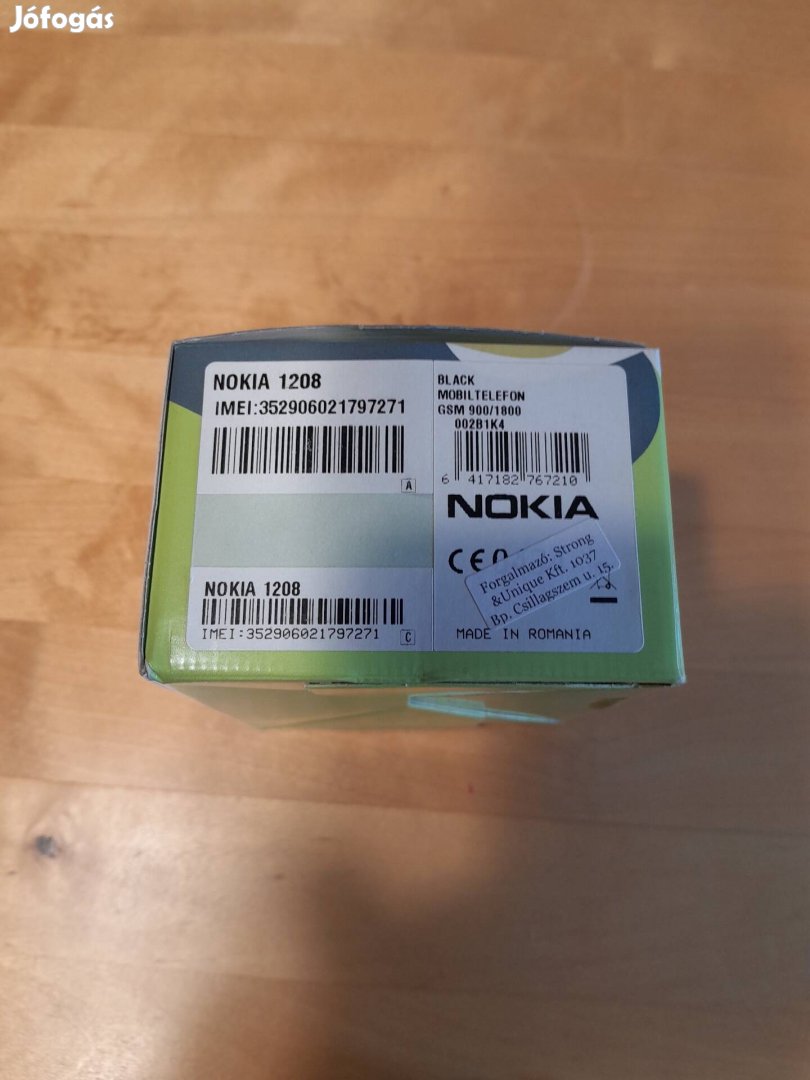 Jófogás
NOKIA 1208
IMEI:352906021797271
A
NOKIA 1208
IMEI:352906021797271
C
BLACK
MOBILTELEFON
GSM 900/1800
002B1K4
6 417182 767210
NOKIA
CE0
Forgalmazó: Strong
&Unique Kft. 1037
Bp. Csillagszem u. 15.
MADE IN ROMANIA